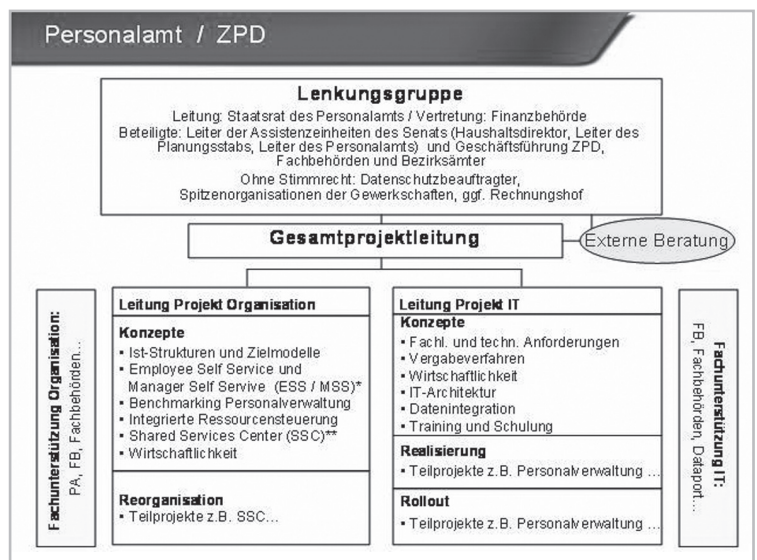 Personalamt / ZPD
Lenkungsgruppe
Leitung: Staatsrat des Personalamts / Vertretung: Finanzbehörde
Beteiligte: Leiter der Assistenzeinheiten des Senats (Haushaltsdirektor, Leiter des
Planungsstabs, Leiter des Personalamts) und Geschäftsführung ZPD,
Fachbehörden und Bezirksämter
Ohne Stimmrecht: Datenschutzbeauftragter,
Spitzenorganisationen der Gewerkschaften, ggf. Rechnungshof
Gesamtprojektleitung
Externe Beratung
Fachunterstützung Organisation:
PA, FB, Fachbehörden...
Leitung Projekt Organisation
Konzepte
▪ Ist-Strukturen und Zielmodelle
▪ Employee Self Service und
Manager Self Servive (ESS / MSS)*
▪ Benchmarking Personalverwaltung
▪ Integrierte Ressourcensteuerung
▪ Shared Services Center (SSC)**
▪ Wirtschaftlichkeit
Reorganisation
▪ Teilprojekte z.B. SSC...
Leitung Projekt IT
Konzepte
▪ Fachl. und techn. Anforderungen
▪ Vergabeverfahren
▪ Wirtschaftlichkeit
▪ IT-Architektur
▪ Datenintegration
▪ Training und Schulung
Realisierung
▪ Teilprojekte z.B. Personalverwaltung ...
Rollout
▪ Teilprojekte z.B. Personalverwaltung ...
Fachunterstützung IT:
FB, Fachbehörden, Dataport...